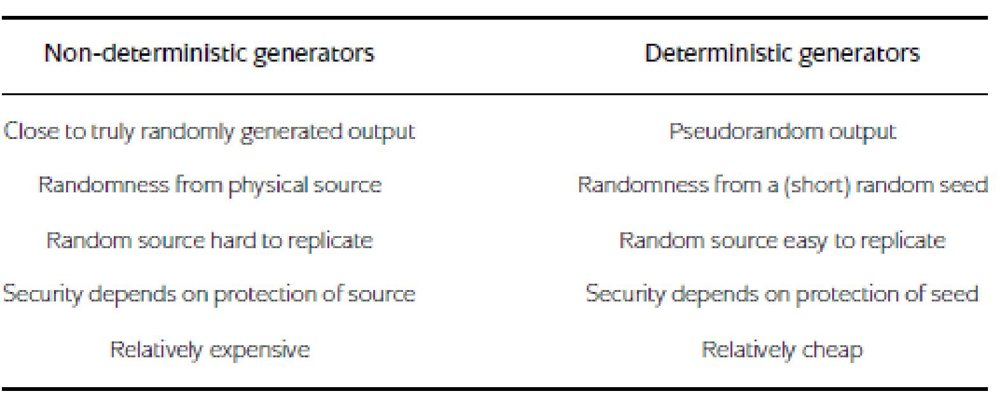 Non-deterministic generators Deterministic generators
Close to truly randomly generated output Pseudorandom output
Randomness from physical source Randomness from a (short) random seed
Random source hard to replicate Random source easy to replicate
Security depends on protection of source Security depends on protection of seed
Relatively expensive Relatively cheap